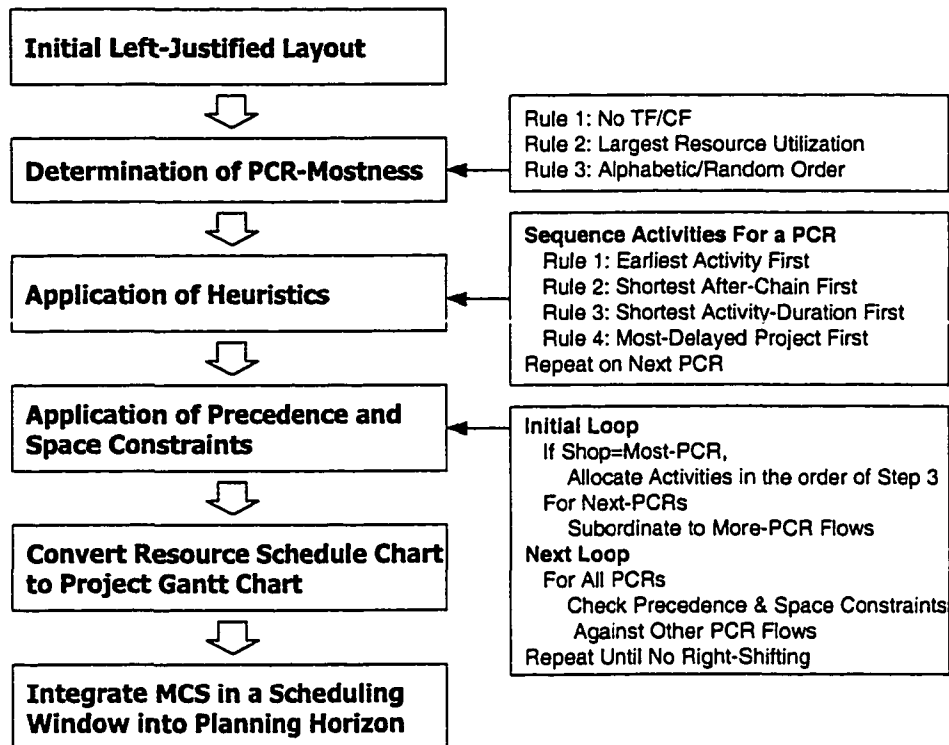 Initial Left-Justified Layout
Determination of PCR-Mostness
Rule 1: No TF/CF
Rule 2: Largest Resource Utilization
Rule 3: Alphabetic/Random Order
Application of Heuristics
Sequence Activities For a PCR
Rule 1: Earliest Activity First
Rule 2: Shortest After-Chain First
Rule 3: Shortest Activity-Duration First
Rule 4: Most-Delayed Project First
Repeat on Next PCR
Application of Precedence and
Space Constraints
Initial Loop
If Shop=Most-PCR,
Allocate Activities in the order of Step 3
For Next-PCRs
Subordinate to More-PCR Flows
Next Loop
For All PCRs
Check Precedence & Space Constraints
Against Other PCR Flows
Repeat Until No Right-Shifting
Convert Resource Schedule Chart
to Project Gantt Chart
Integrate MCS in a Scheduling
Window into Planning Horizon